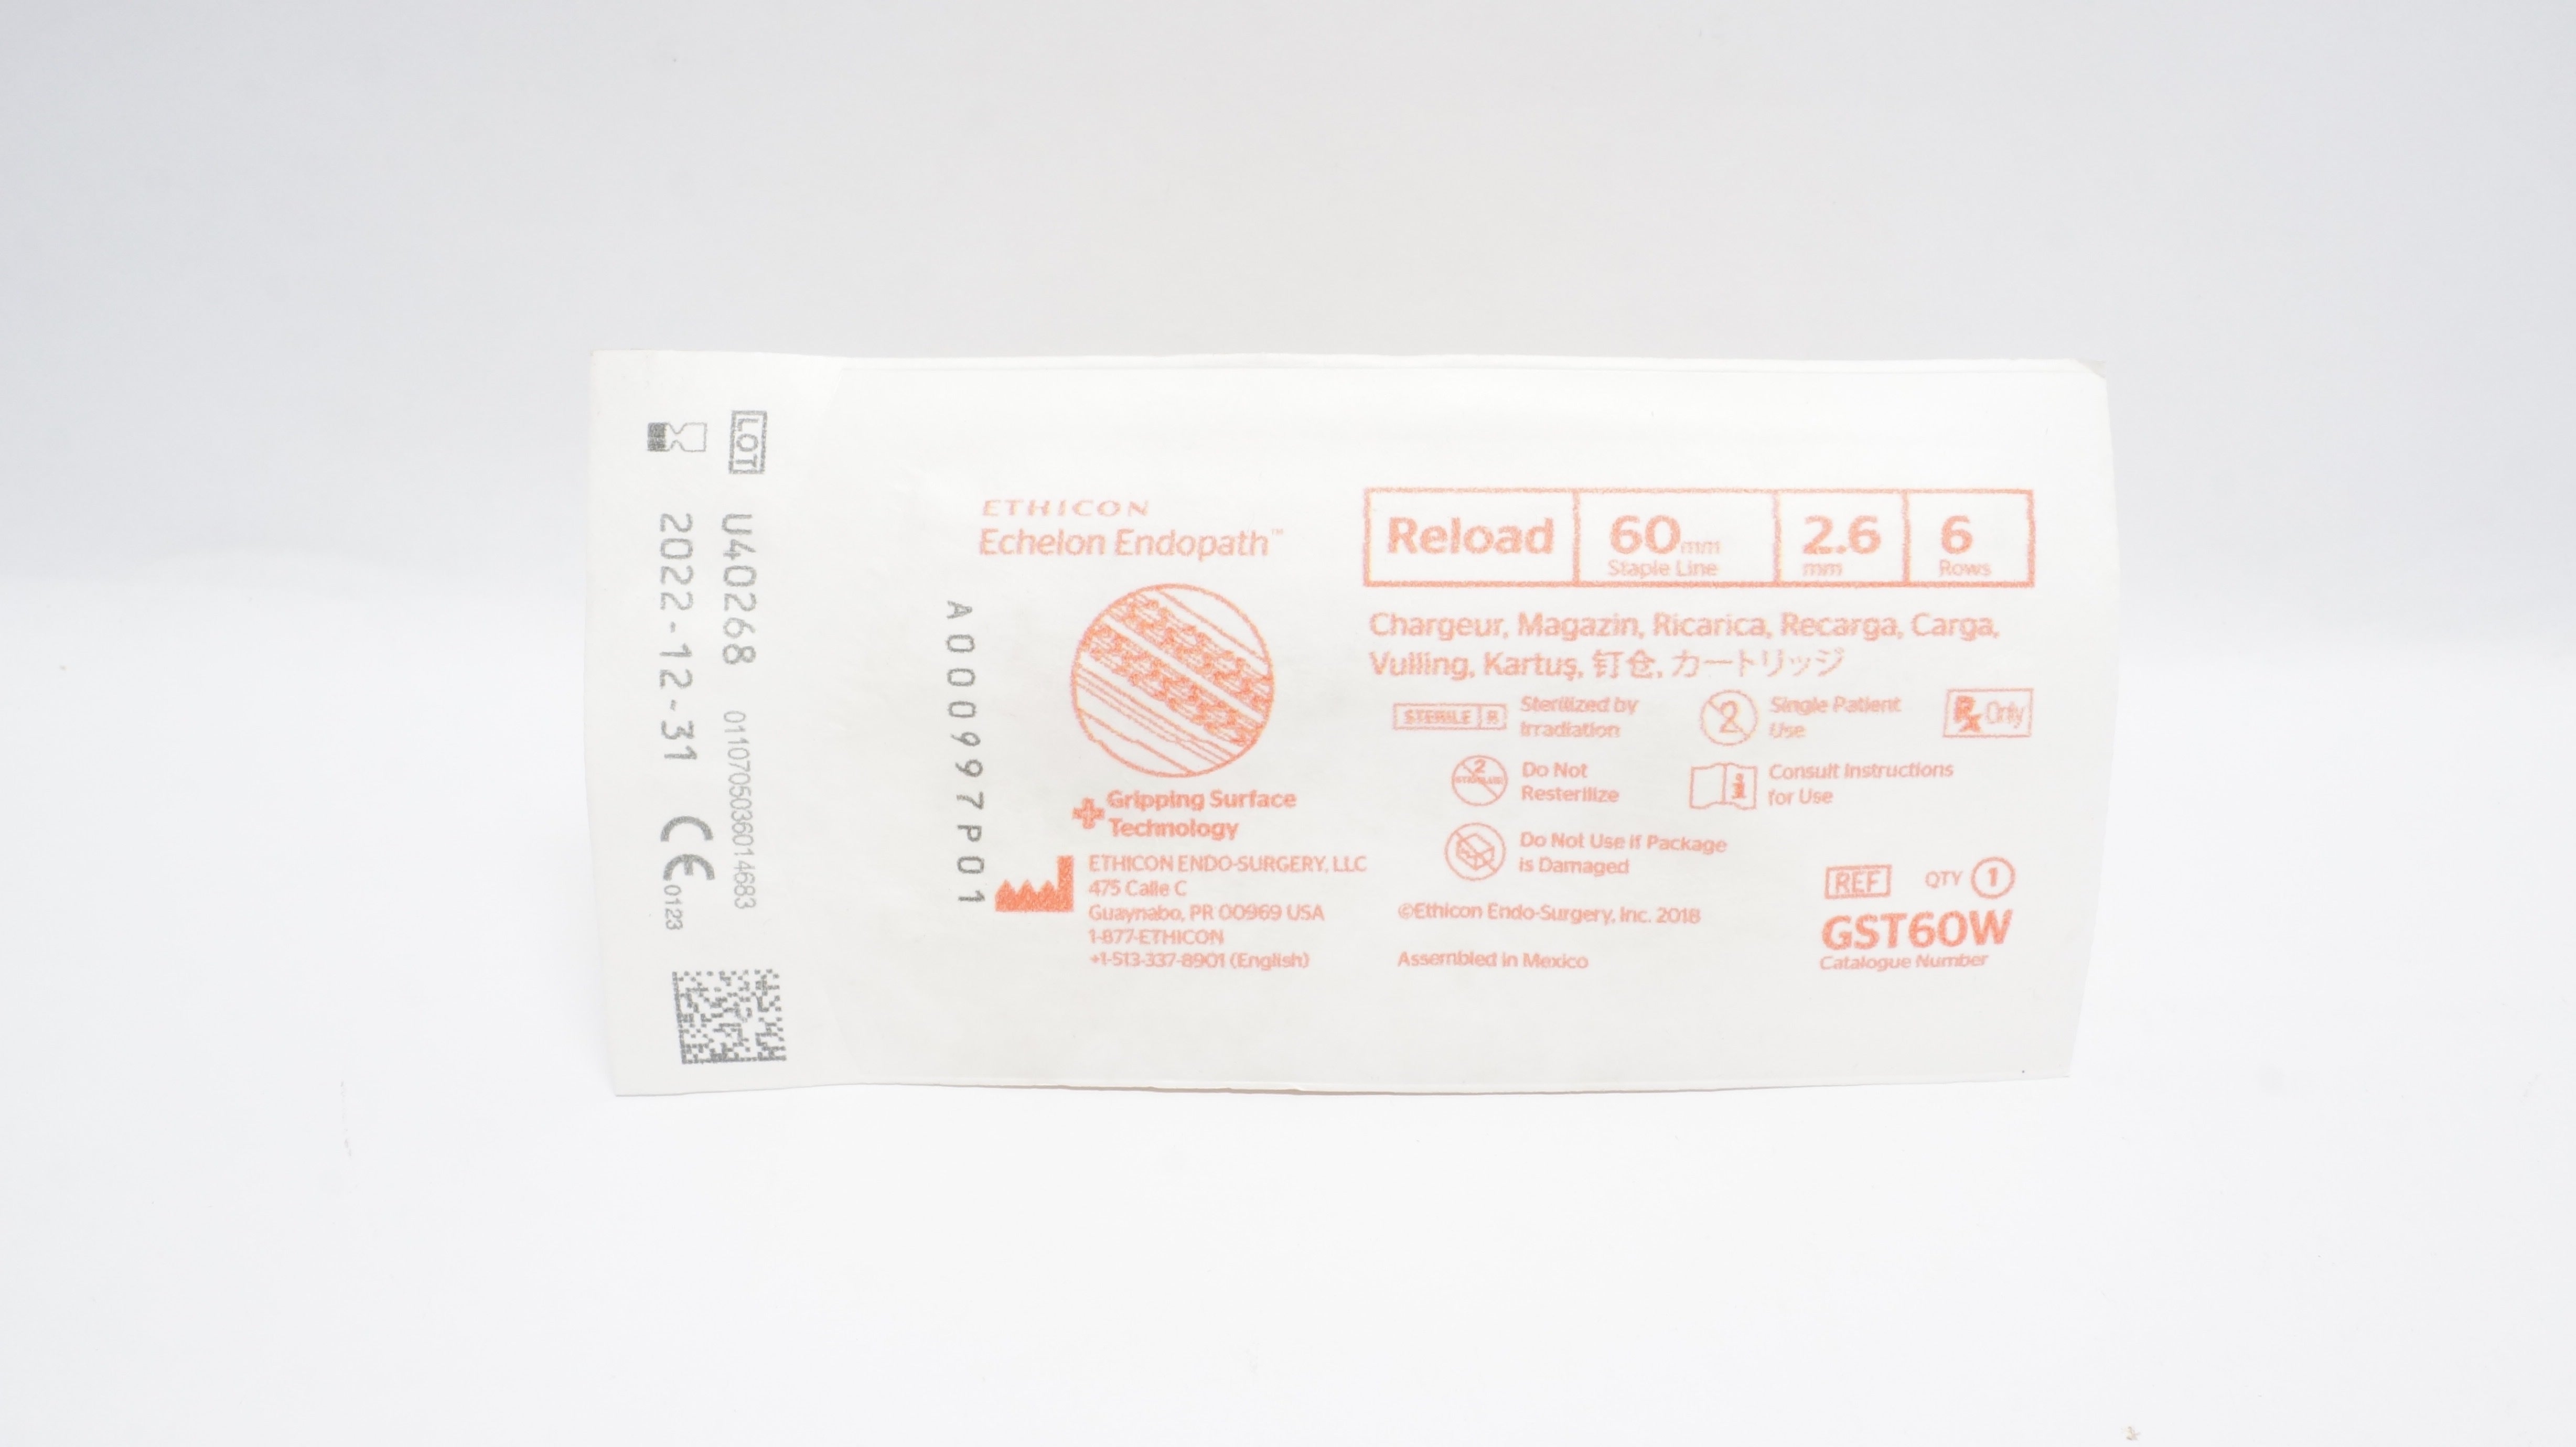 LOT U40268 0110705036014683
2022-12-31 CE 0123
A000997P01
ETHICON
Echelon Endopath™
Gripping Surface
Technology
ETHICON ENDO-SURGERY, LLC
475 Calle C
Guaynabo, PR 00969 USA
1-877-ETHICON
+1-513-337-8901 (English)
Reload 60mm 2.6 6
Staple Line mm Rows
Chargeur, Magazin, Ricarica, Recarga, Carga,
Vulling, Kartuş, 钉仓, カートリッジ
STERILE R Sterilized by
Irradiation
2 Single Patient
Use
Rx Only
2 Do Not
Resterilize
Consult Instructions
for Use
Do Not Use if Package
is Damaged
©Ethicon Endo-Surgery, Inc. 2018
Assembled in Mexico
REF QTY 1
GST60W
Catalogue Number